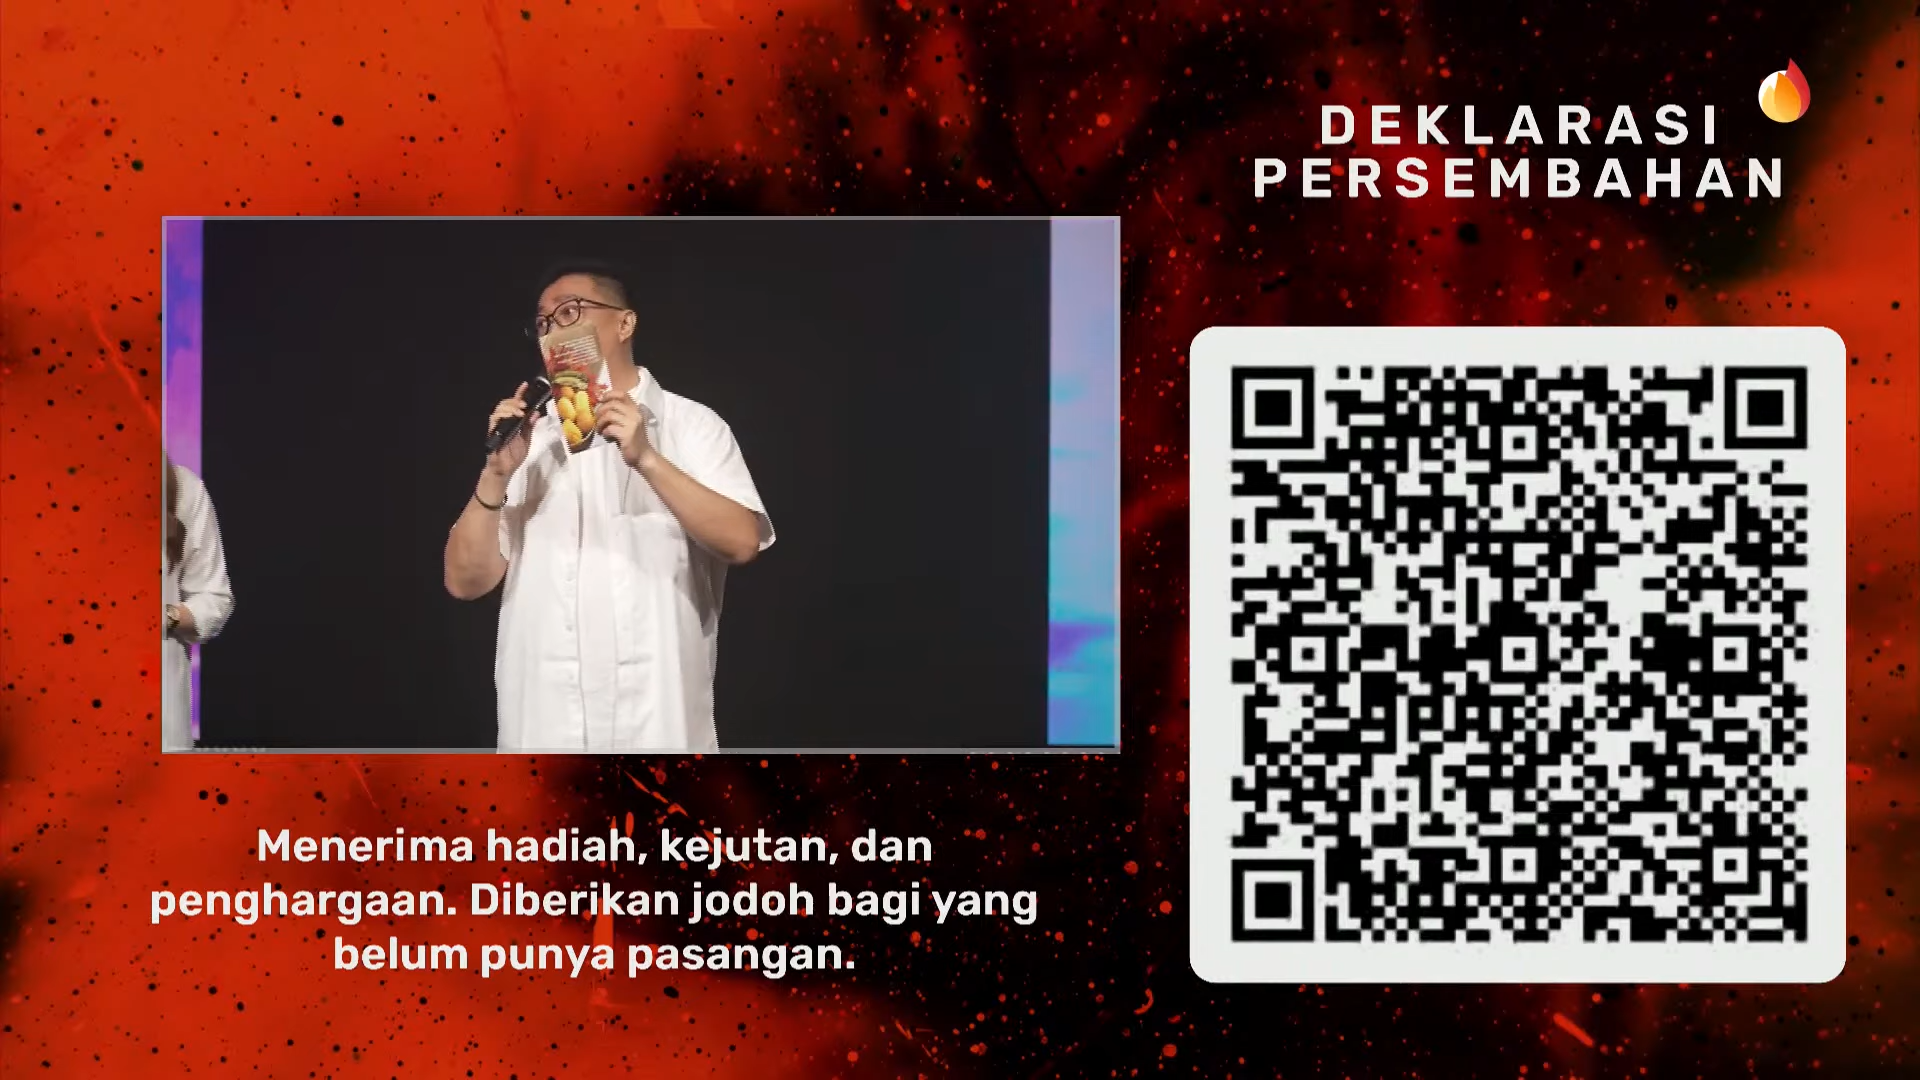 DEKLARASI
PERSEMBAHAN
Menerima hadiah, kejutan, dan
penghargaan. Diberikan jodoh bagi yang
belum punya pasangan.